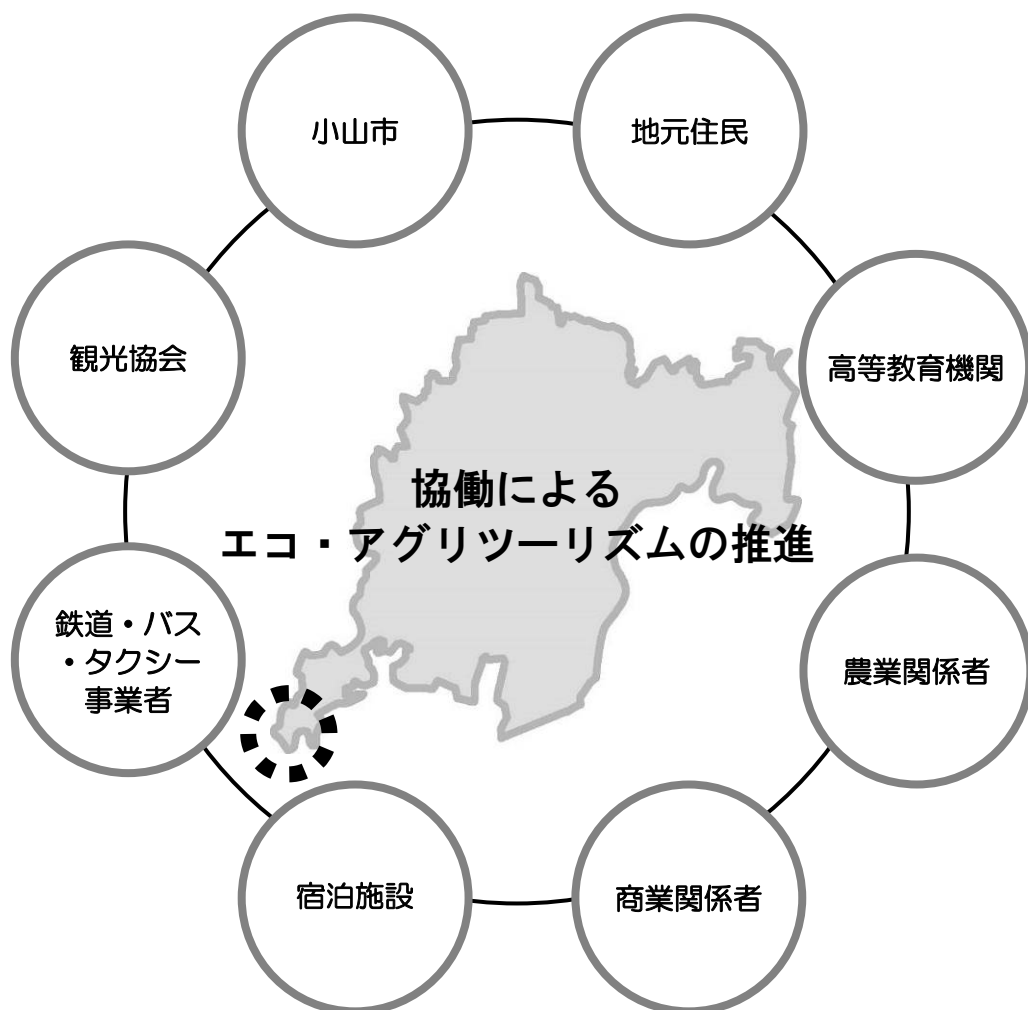 小山市
地元住民
観光協会
高等教育機関
協働による
エコ・アグリツーリズムの推進
鉄道・バス
・タクシー
事業者
農業関係者
宿泊施設
商業関係者